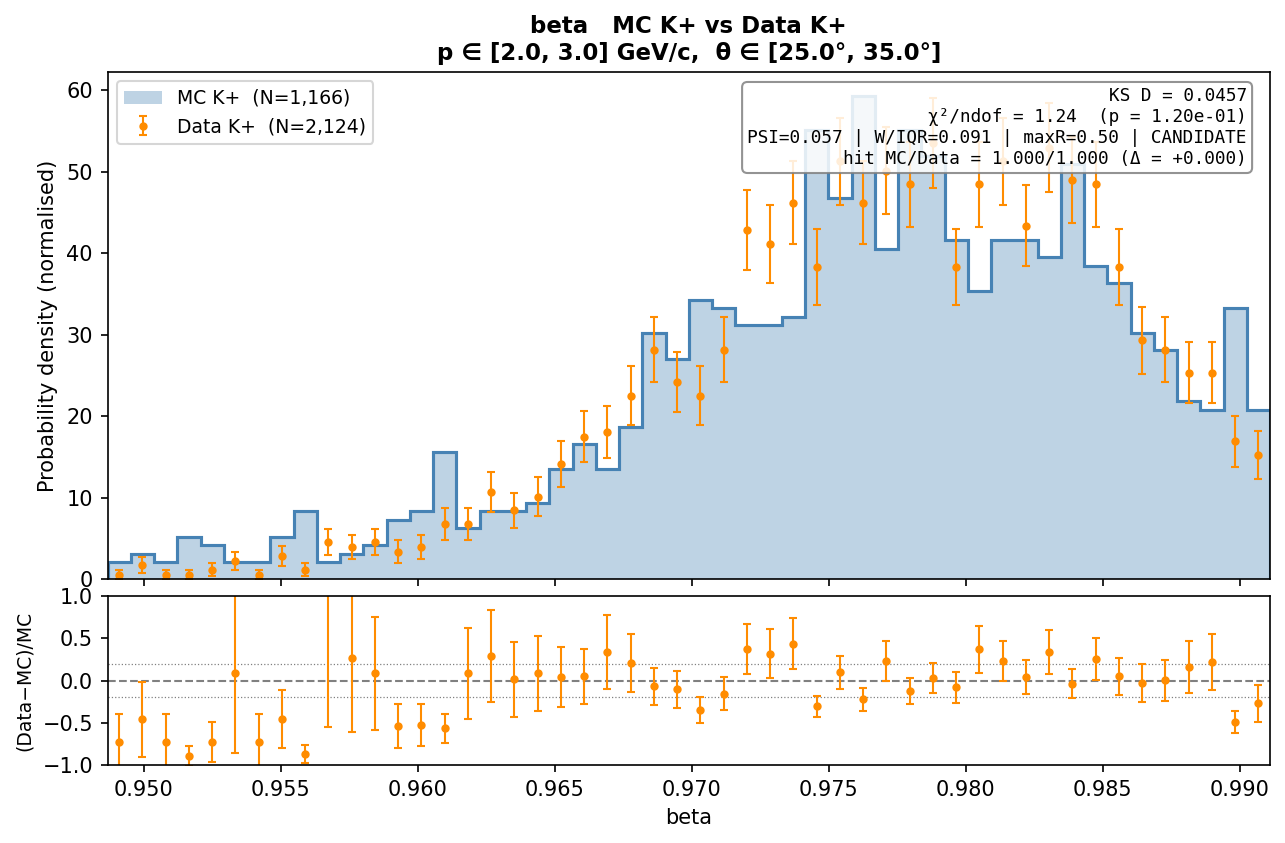 beta   MC K+ vs Data K+
p ∈ [2.0, 3.0] GeV/c,  θ ∈ [25.0°, 35.0°]
MC K+  (N=1,166)
Data K+  (N=2,124)
KS D = 0.0457
χ²/ndof = 1.24  (p = 1.20e-01)
PSI=0.057 | W/IQR=0.091 | maxR=0.50 | CANDIDATE
hit MC/Data = 1.000/1.000 (Δ = +0.000)
Probability density (normalised)
60
50
40
30
20
10
0
(Data−MC)/MC
1.0
0.5
0.0
−0.5
−1.0
0.950 0.955 0.960 0.965 0.970 0.975 0.980 0.985 0.990
beta